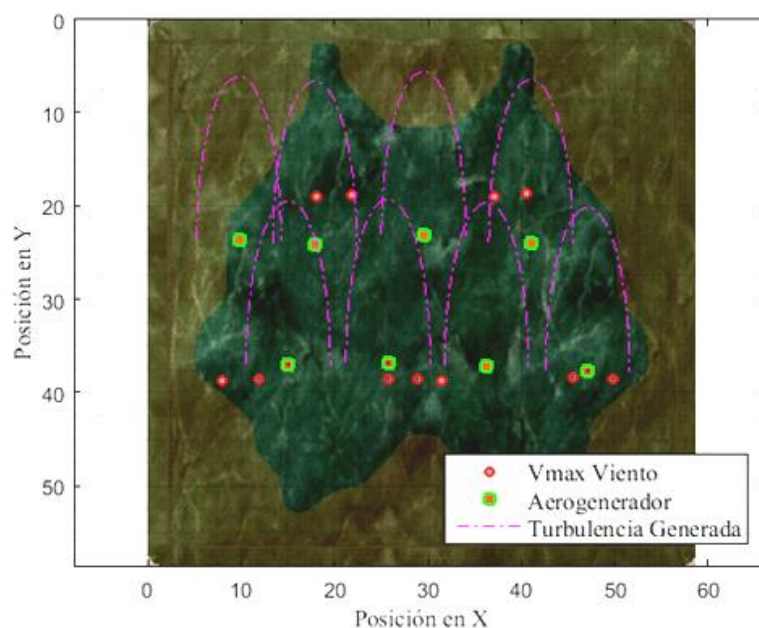 0
10
20
30
40
50
Posición en Y
0
10
20
30
40
50
60
Posición en X
Vmax Viento
Aerogenerador
Turbulencia Generada